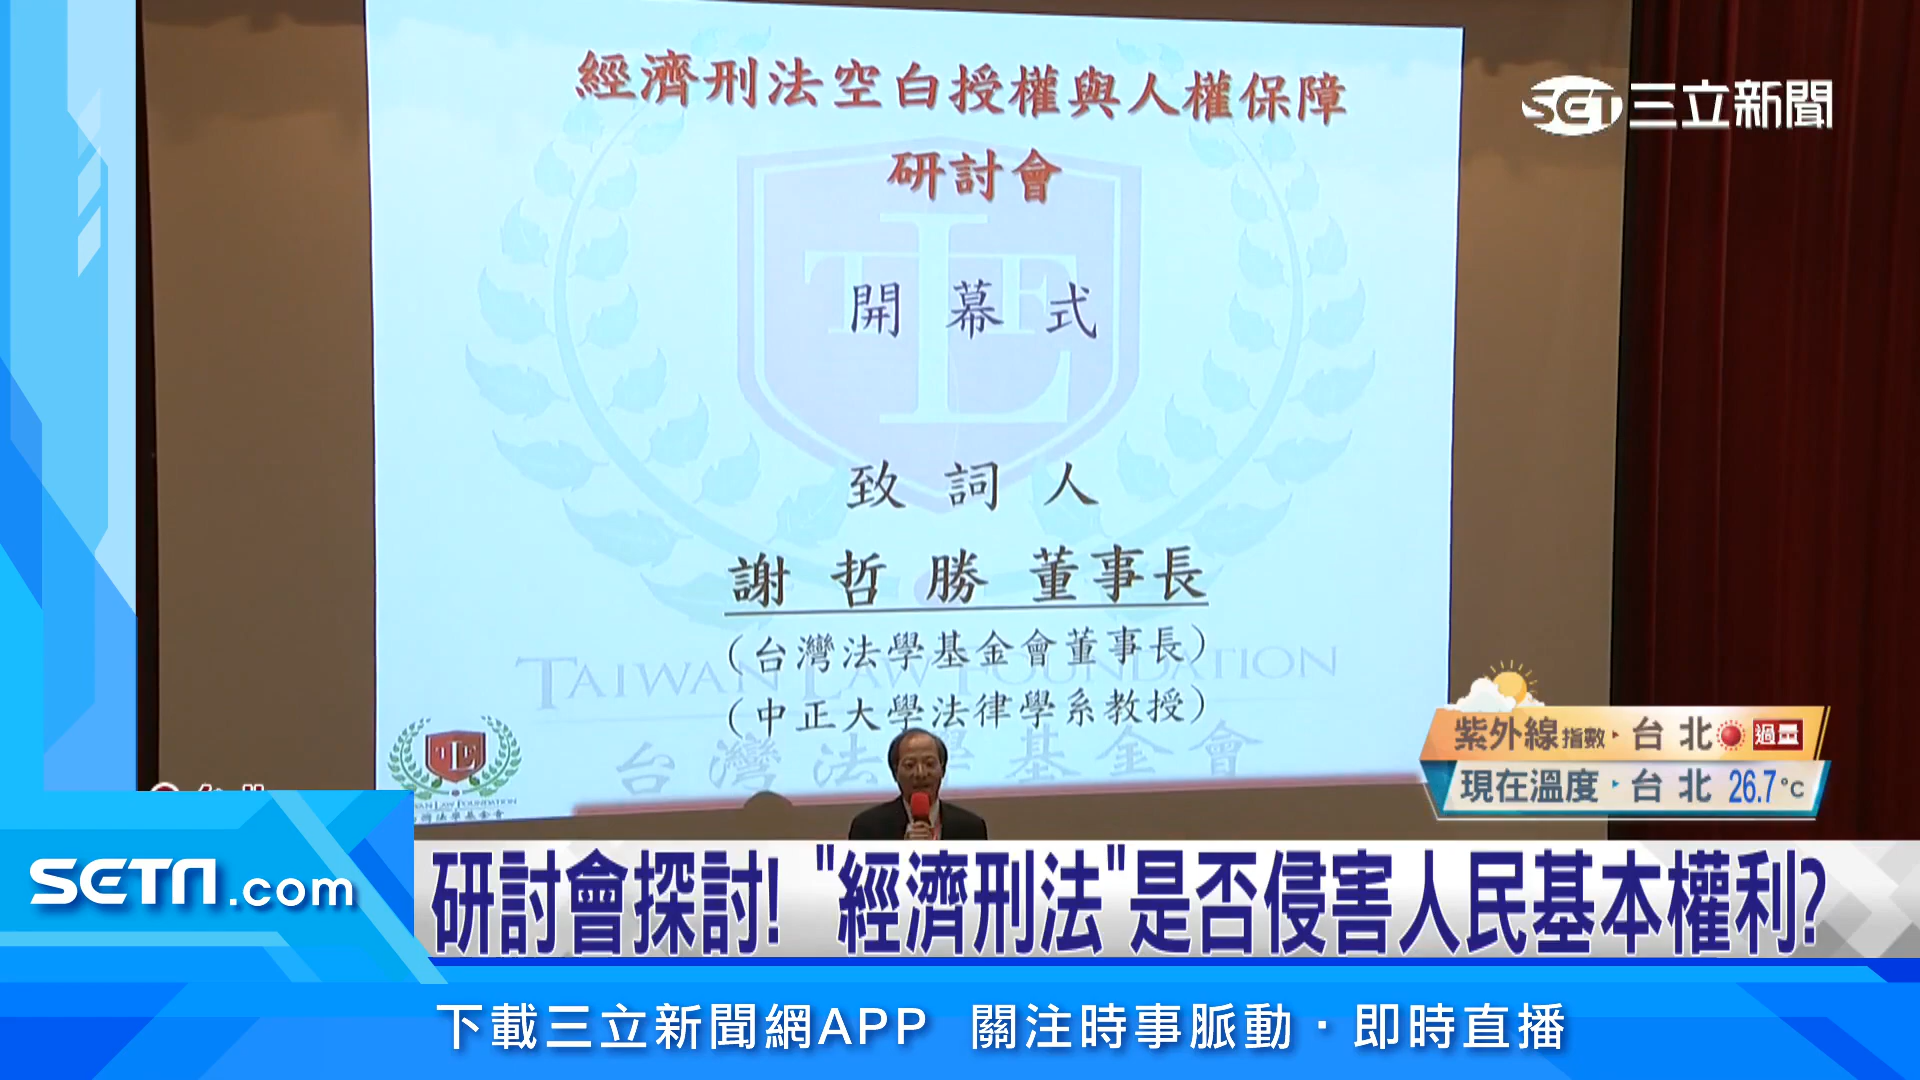 經濟刑法空白授權與人權保障
研討會
SET三立新聞
開幕式
致詞人
謝哲勝 董事長
(台灣法學基金會董事長)
TAIWAN LAW FOUNDATION
(中正大學法律學系教授)
台灣法學基金會
TLF
紫外線指數 台北 過量
現在溫度 台北 26.7°C
SETN.com
研討會探討! "經濟刑法"是否侵害人民基本權利?
下載三立新聞網APP 關注時事脈動‧即時直播